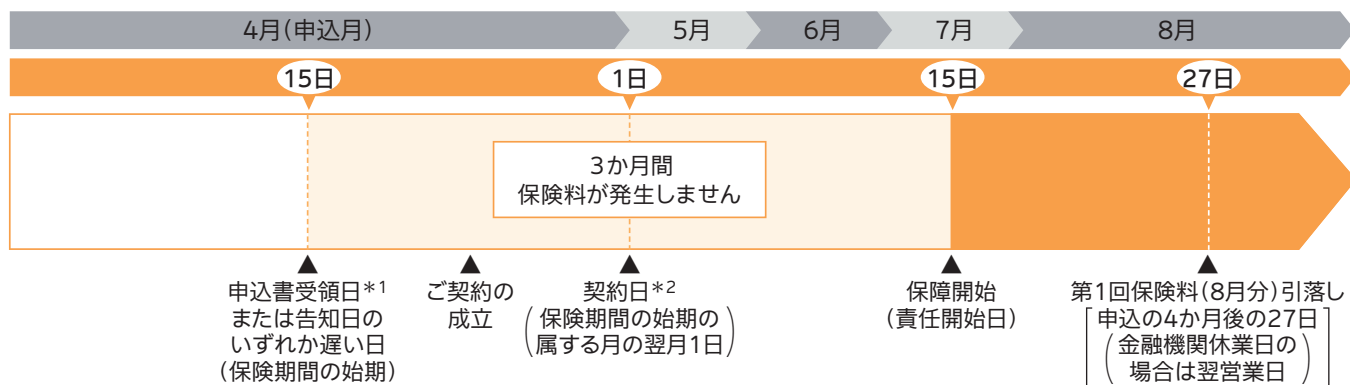 4月(申込月)
5月
6月
7月
8月
15日
1日
15日
27日
3か月間
保険料が発生しません
▲
申込書受領日*1
または告知日の
いずれか遅い日
(保険期間の始期)
▲
ご契約の
成立
▲
契約日*2
(保険期間の始期の
属する月の翌月1日)
▲
保障開始
(責任開始日)
▲
第1回保険料(8月分)引落し
[申込の4か月後の27日
(金融機関休業日の
場合は翌営業日)]